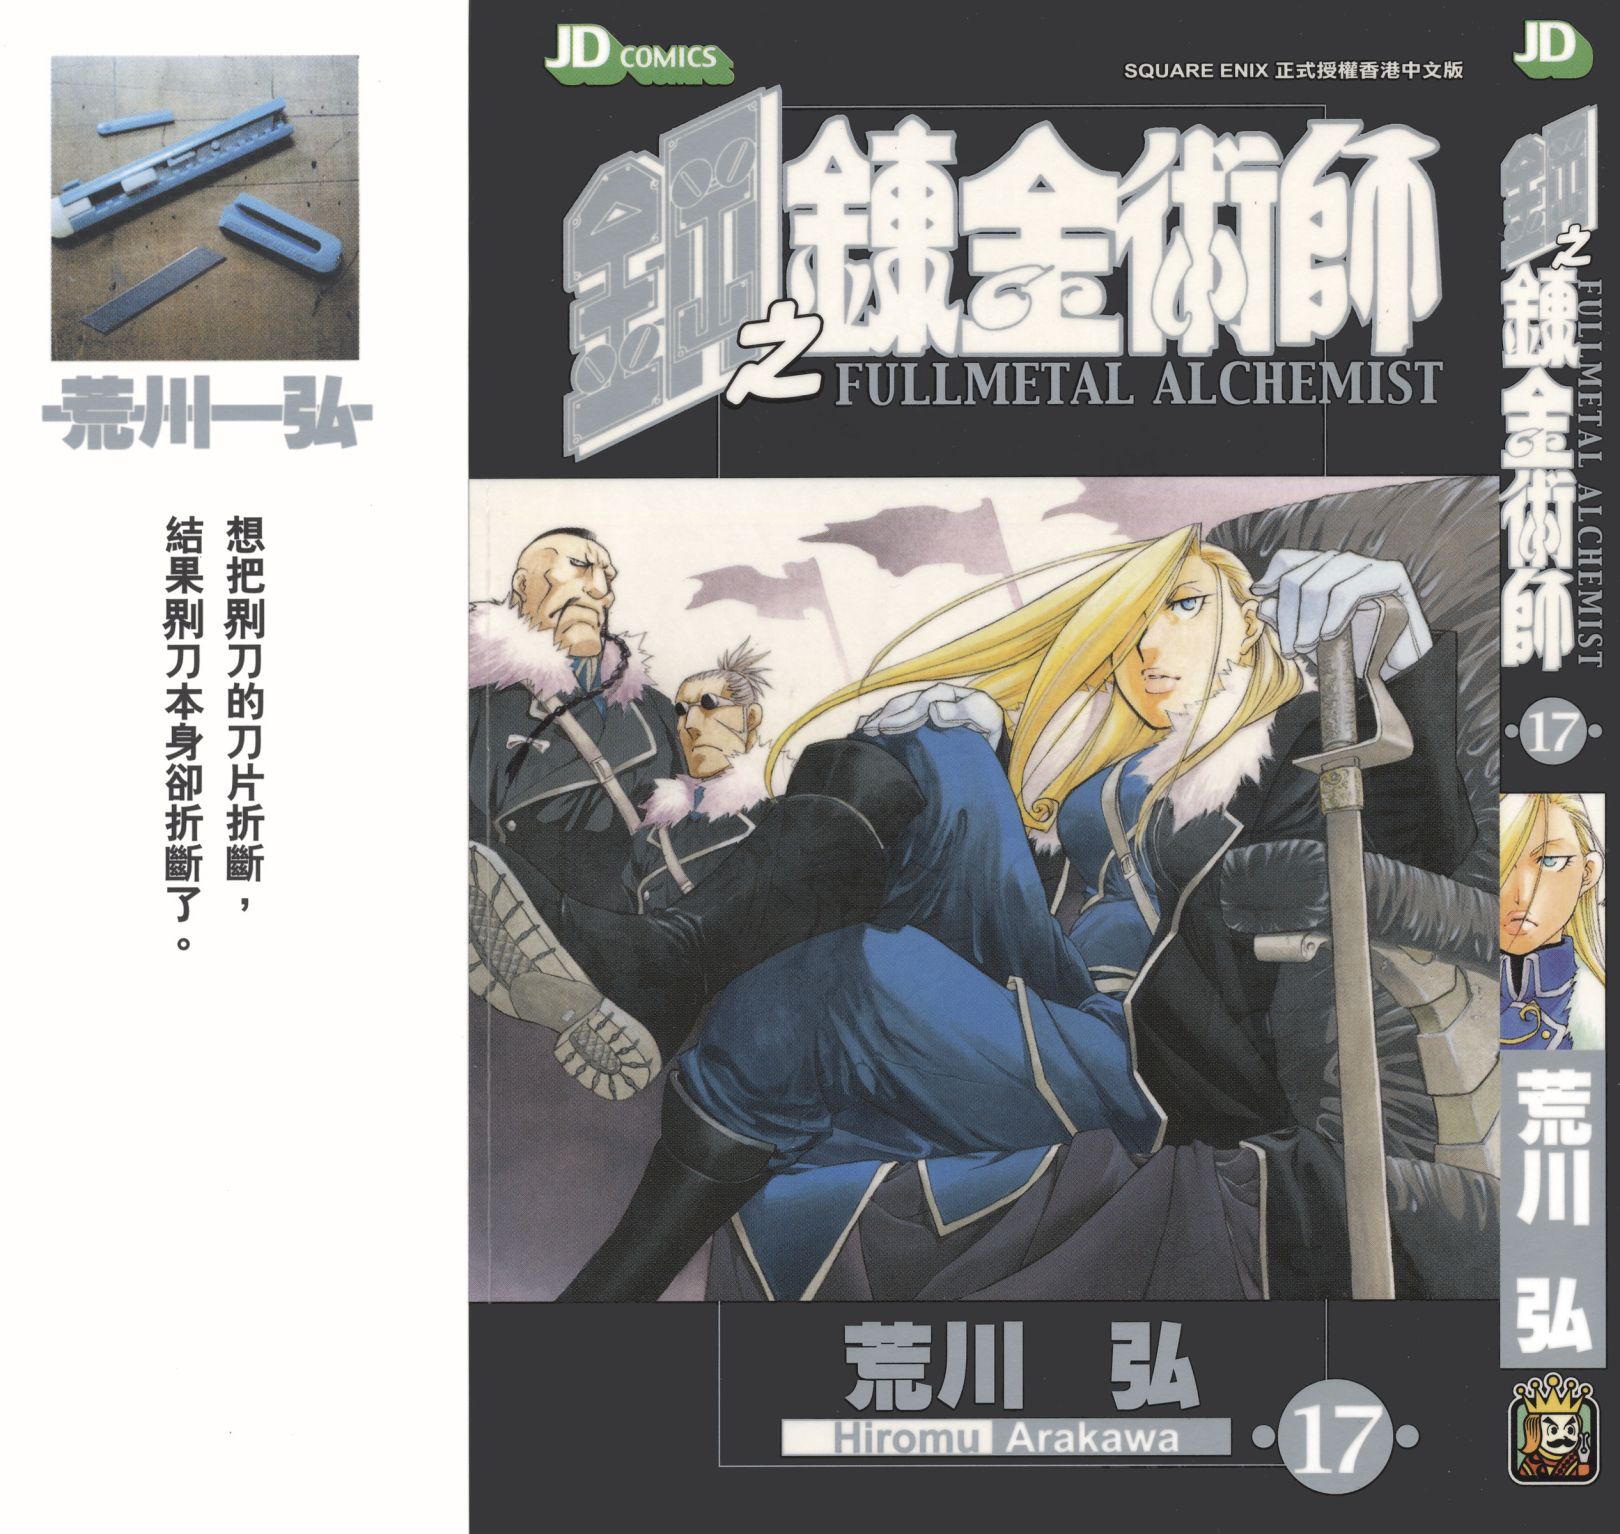 荒川弘
想把𠝹刀的刀片折斷，
結果𠝹刀本身卻折斷了。
JD COMICS
SQUARE ENIX 正式授權香港中文版
鋼之鍊金術師
FULLMETAL ALCHEMIST
荒川 弘
Hiromu Arakawa
17
JD
鋼之鍊金術師
FULLMETAL ALCHEMIST
17
荒川 弘